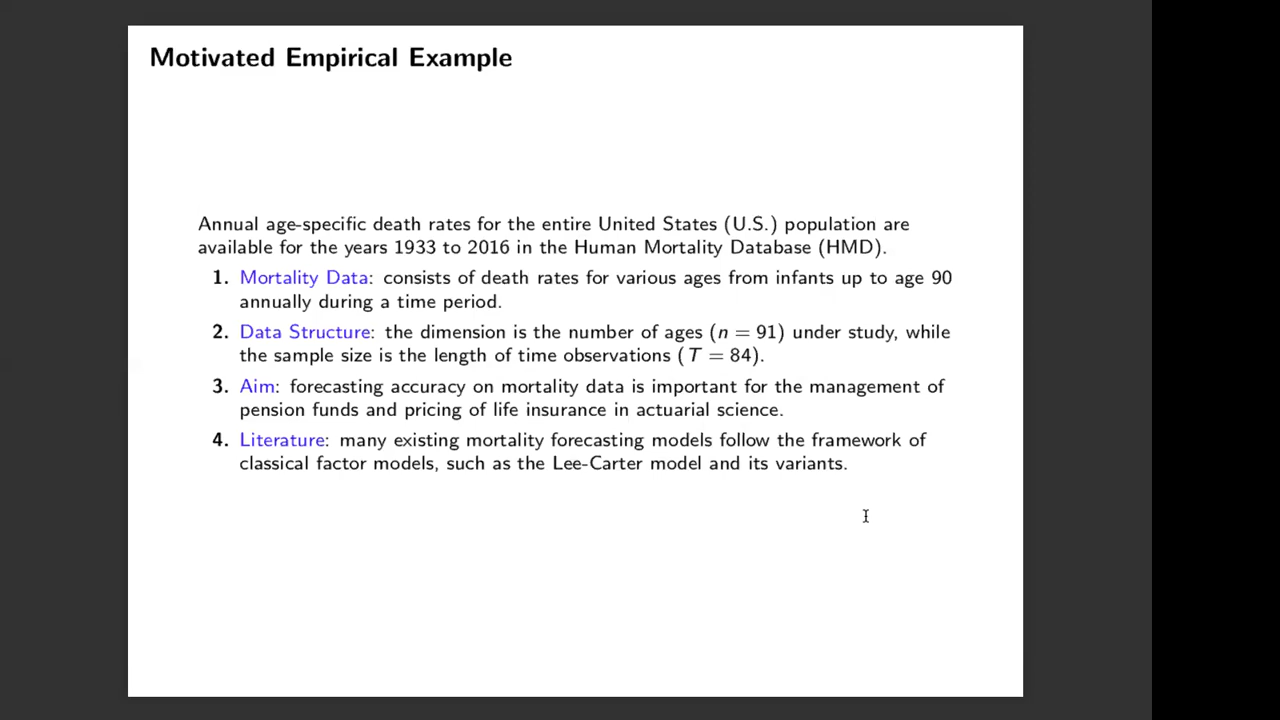 Motivated Empirical Example
Annual age-specific death rates for the entire United States (U.S.) population are
available for the years 1933 to 2016 in the Human Mortality Database (HMD).
1. Mortality Data: consists of death rates for various ages from infants up to age 90
annually during a time period.
2. Data Structure: the dimension is the number of ages (n = 91) under study, while
the sample size is the length of time observations (T = 84).
3. Aim: forecasting accuracy on mortality data is important for the management of
pension funds and pricing of life insurance in actuarial science.
4. Literature: many existing mortality forecasting models follow the framework of
classical factor models, such as the Lee-Carter model and its variants.